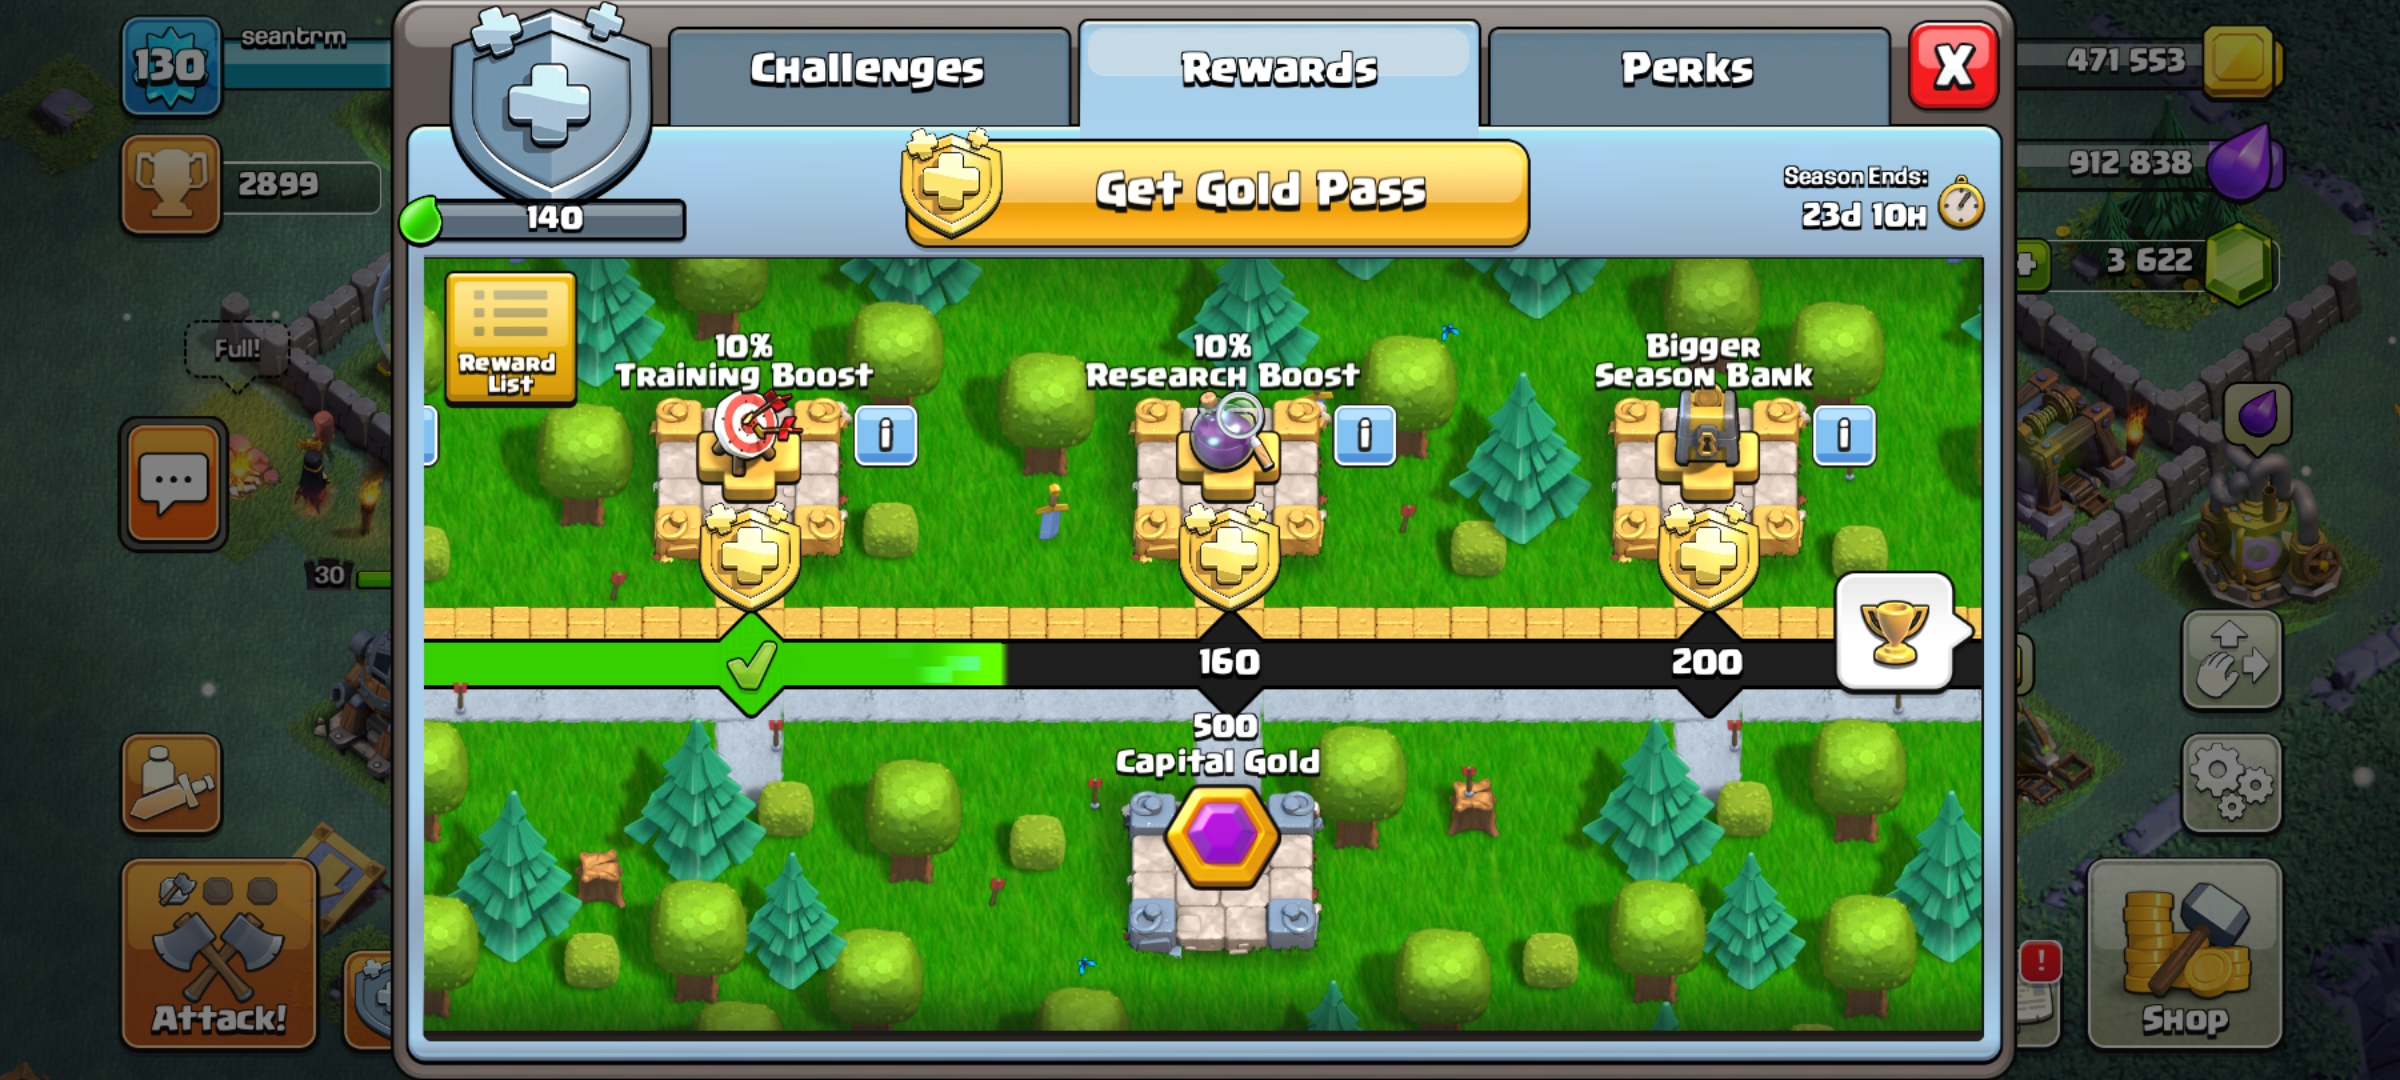 130
seantrm
Challenges
Rewards
Perks
X
471 553
2899
Get Gold Pass
Season Ends:
23d 10H
912 838
140
3 622
Full!
Reward
List
10%
Training Boost
10%
Research Boost
Bigger
Season Bank
i
i
i
30
160
200
500
Capital Gold
Attack!
!
Shop